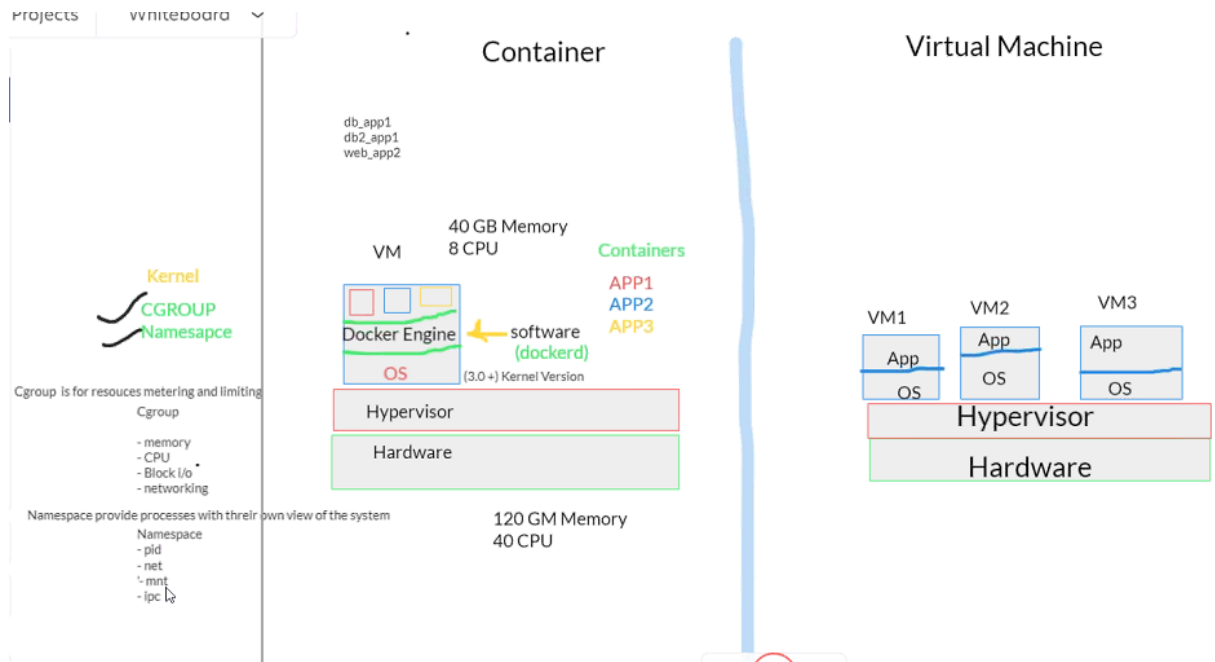 Projects
Whiteboard
Container
Virtual Machine
db_app1
db2_app1
web_app2
40 GB Memory
8 CPU
VM
Containers
APP1
APP2
APP3
Kernel
CGROUP
Namesapce
Docker Engine
software
(dockerd)
OS
(3.0 +) Kernel Version
Hypervisor
Hardware
120 GM Memory
40 CPU
Cgroup is for resouces metering and limiting
Cgroup
- memory
- CPU
- Block i/o
- networking
Namespace provide processes with threir own view of the system
Namespace
- pid
- net
'- mnt
- ipc
VM1
VM2
VM3
App
OS
App
OS
App
OS
Hypervisor
Hardware